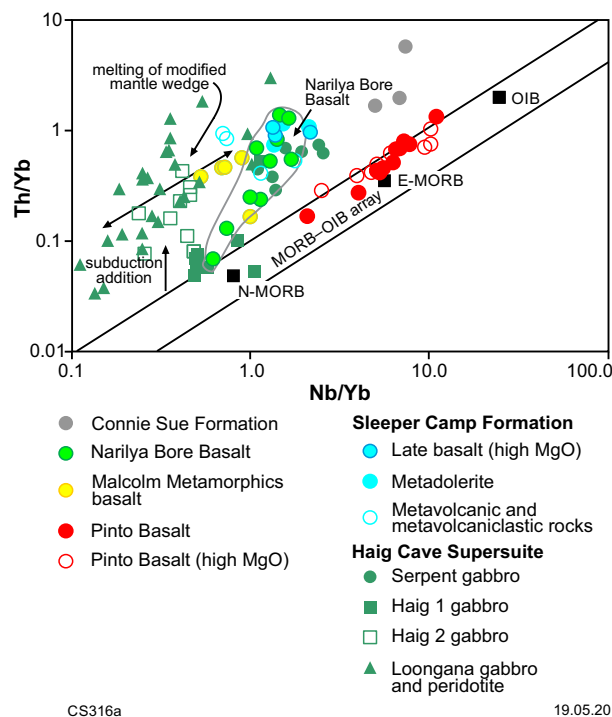 10
melting of modified
mantle wedge
Narilya Bore
Basalt
OIB
1
Th/Yb
E-MORB
MORB–OIB array
0.1
subduction
addition
N-MORB
0.01
0.1
1.0
10.0
100.0
Nb/Yb
Connie Sue Formation
Narilya Bore Basalt
Malcolm Metamorphics
basalt
Pinto Basalt
Pinto Basalt (high MgO)
Sleeper Camp Formation
Late basalt (high MgO)
Metadolerite
Metavolcanic and
metavolcaniclastic rocks
Haig Cave Supersuite
Serpent gabbro
Haig 1 gabbro
Haig 2 gabbro
Loongana gabbro
and peridotite
CS316a
19.05.20